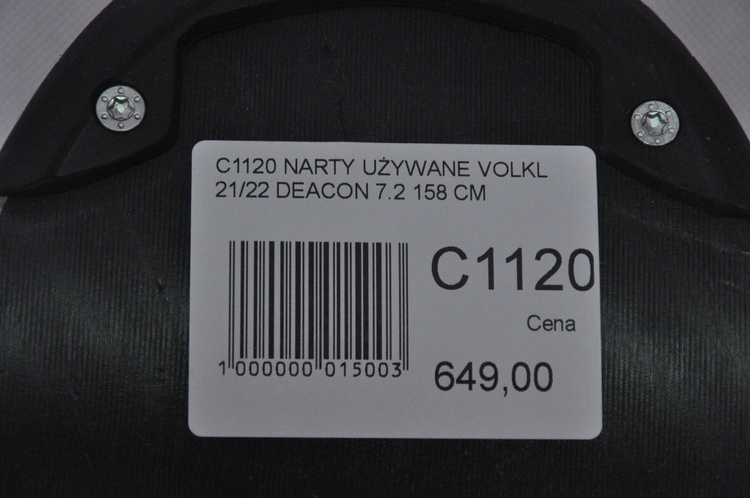 C1120 NARTY UŻYWANE VOLKL
21/22 DEACON 7.2 158 CM
C1120
Cena
649,00
1 000000 015003